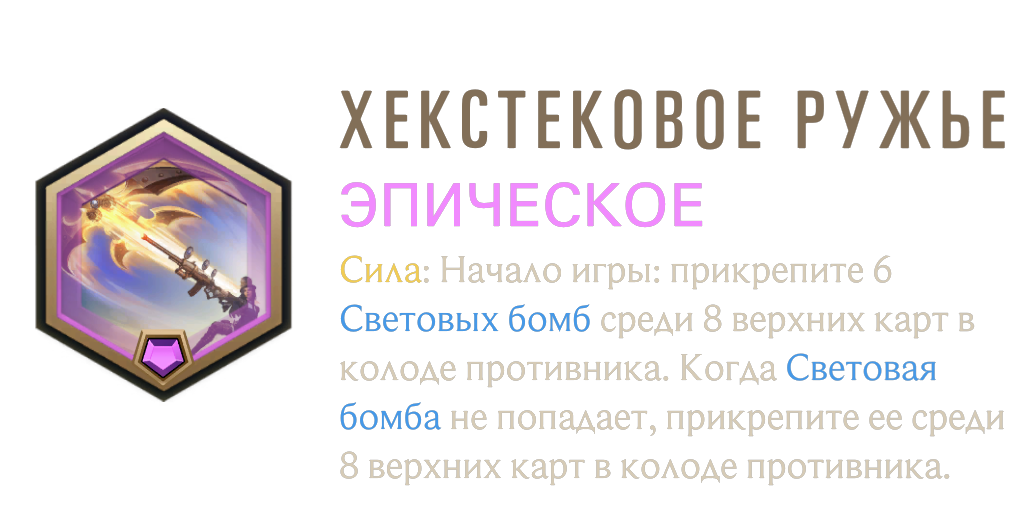 ХЕКСТЕКОВОЕ РУЖЬЕ
ЭПИЧЕСКОЕ
Сила: Начало игры: прикрепите 6
Световых бомб среди 8 верхних карт в
колоде противника. Когда Световая
бомба не попадает, прикрепите ее среди
8 верхних карт в колоде противника.